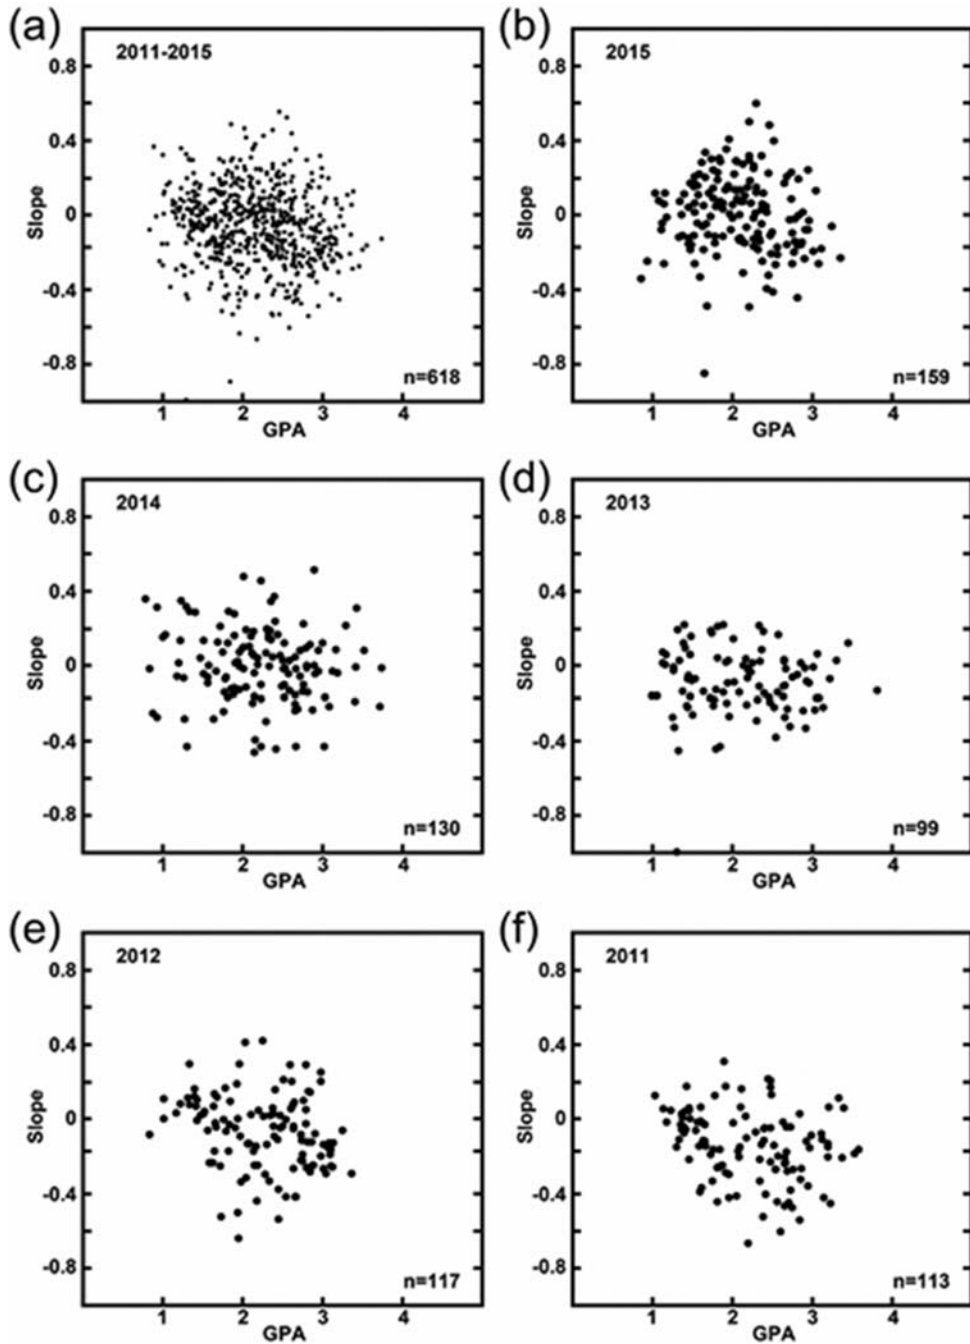 (a)
2011-2015
0.8
0.4
0
-0.4
-0.8
Slope
n=618
1 2 3 4
GPA
(b)
2015
0.8
0.4
0
-0.4
-0.8
Slope
n=159
1 2 3 4
GPA
(c)
2014
0.8
0.4
0
-0.4
-0.8
Slope
n=130
1 2 3 4
GPA
(d)
2013
0.8
0.4
0
-0.4
-0.8
Slope
n=99
1 2 3 4
GPA
(e)
2012
0.8
0.4
0
-0.4
-0.8
Slope
n=117
1 2 3 4
GPA
(f)
2011
0.8
0.4
0
-0.4
-0.8
Slope
n=113
1 2 3 4
GPA